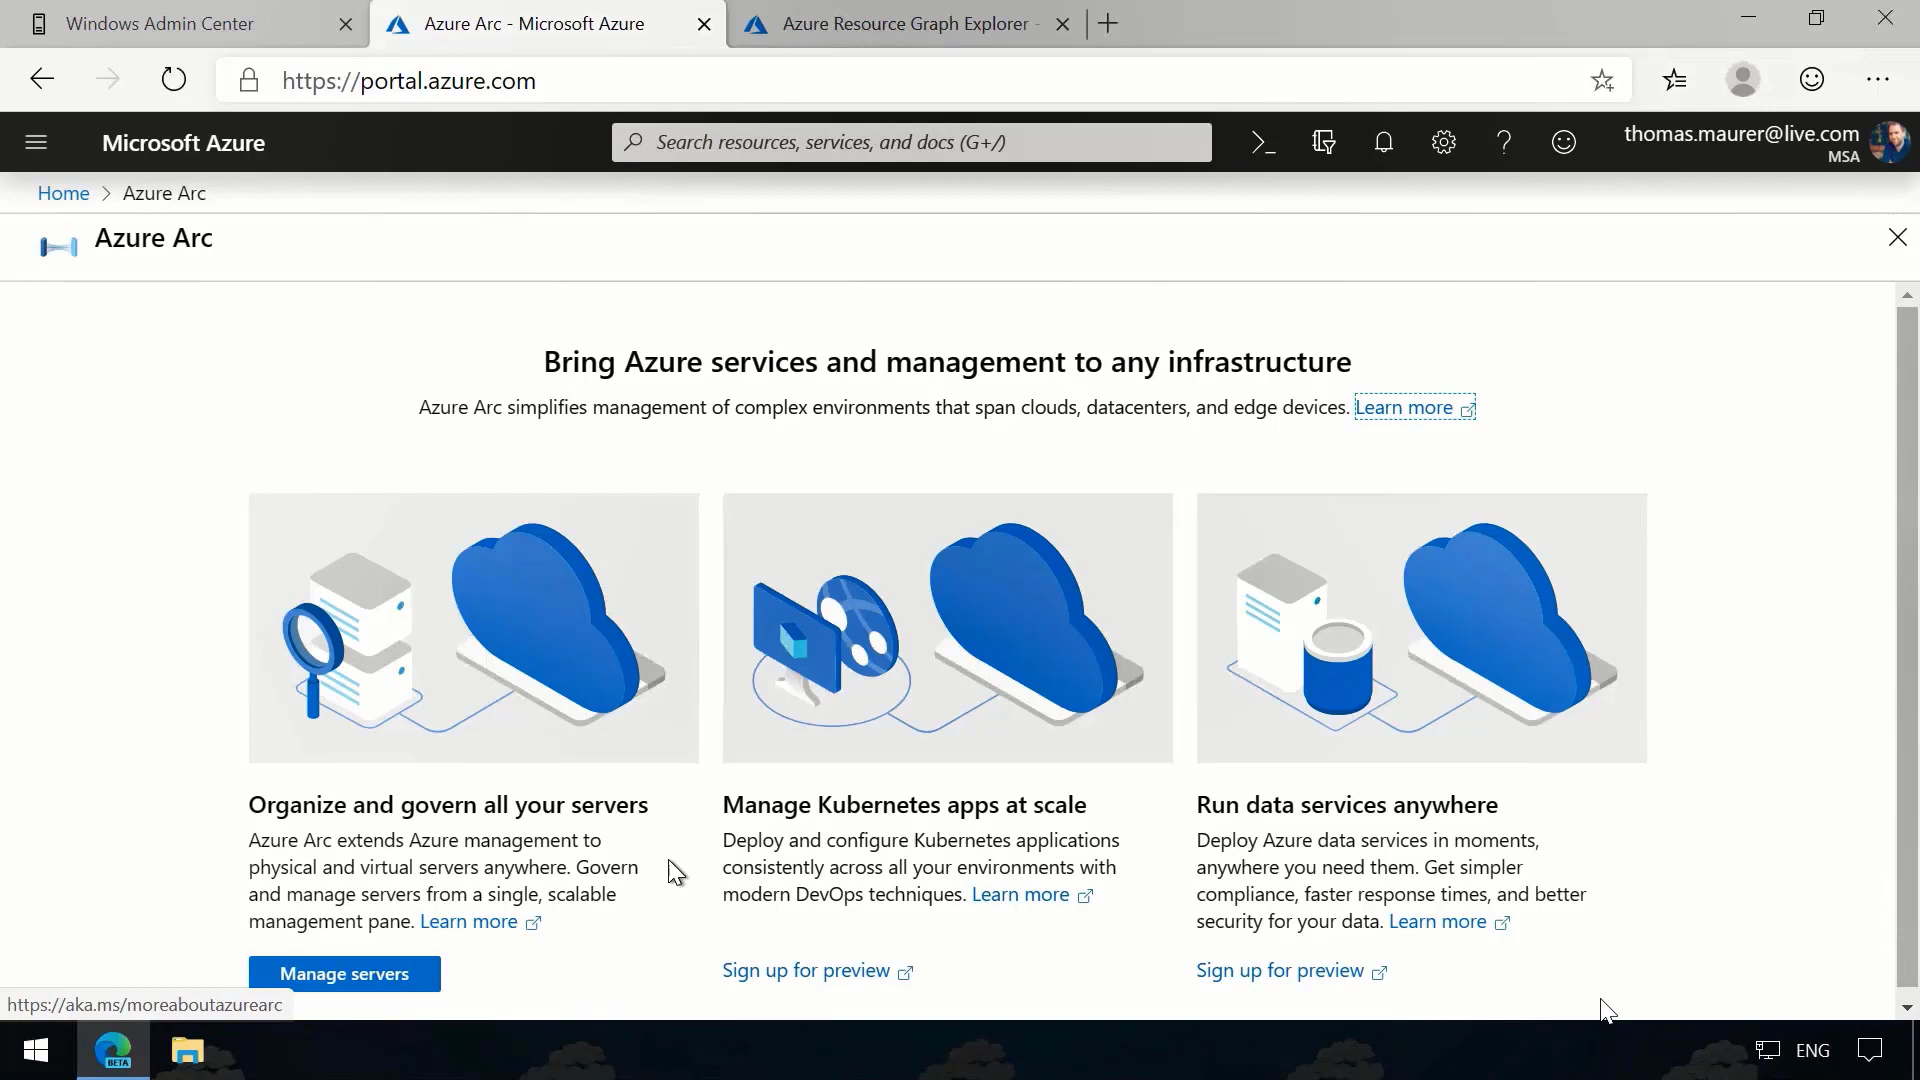 Windows Admin Center
Azure Arc - Microsoft Azure
Azure Resource Graph Explorer -
https://portal.azure.com
Microsoft Azure
Search resources, services, and docs (G+/)
thomas.maurer@live.com
MSA
Home > Azure Arc
Azure Arc
Bring Azure services and management to any infrastructure
Azure Arc simplifies management of complex environments that span clouds, datacenters, and edge devices. Learn more
Organize and govern all your servers
Azure Arc extends Azure management to
physical and virtual servers anywhere. Govern
and manage servers from a single, scalable
management pane. Learn more
Manage servers
Manage Kubernetes apps at scale
Deploy and configure Kubernetes applications
consistently across all your environments with
modern DevOps techniques. Learn more
Sign up for preview
Run data services anywhere
Deploy Azure data services in moments,
anywhere you need them. Get simpler
compliance, faster response times, and better
security for your data. Learn more
Sign up for preview
https://aka.ms/moreaboutazurearc
BETA
ENG